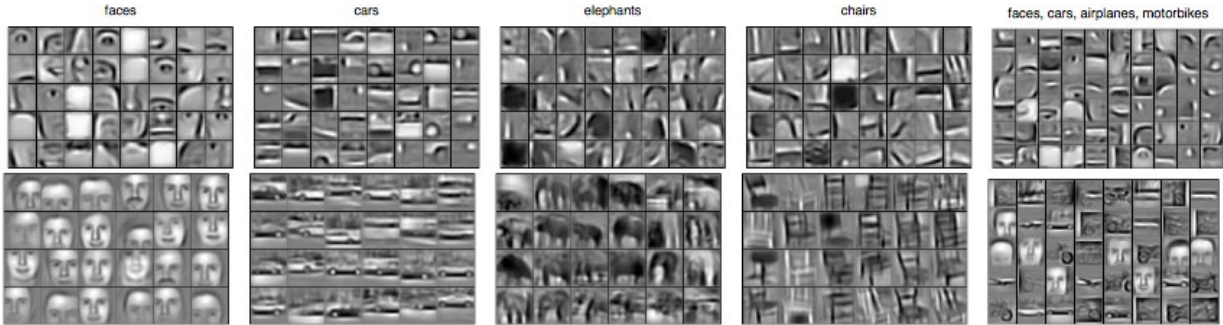 faces
cars
elephants
chairs
faces, cars, airplanes, motorbikes